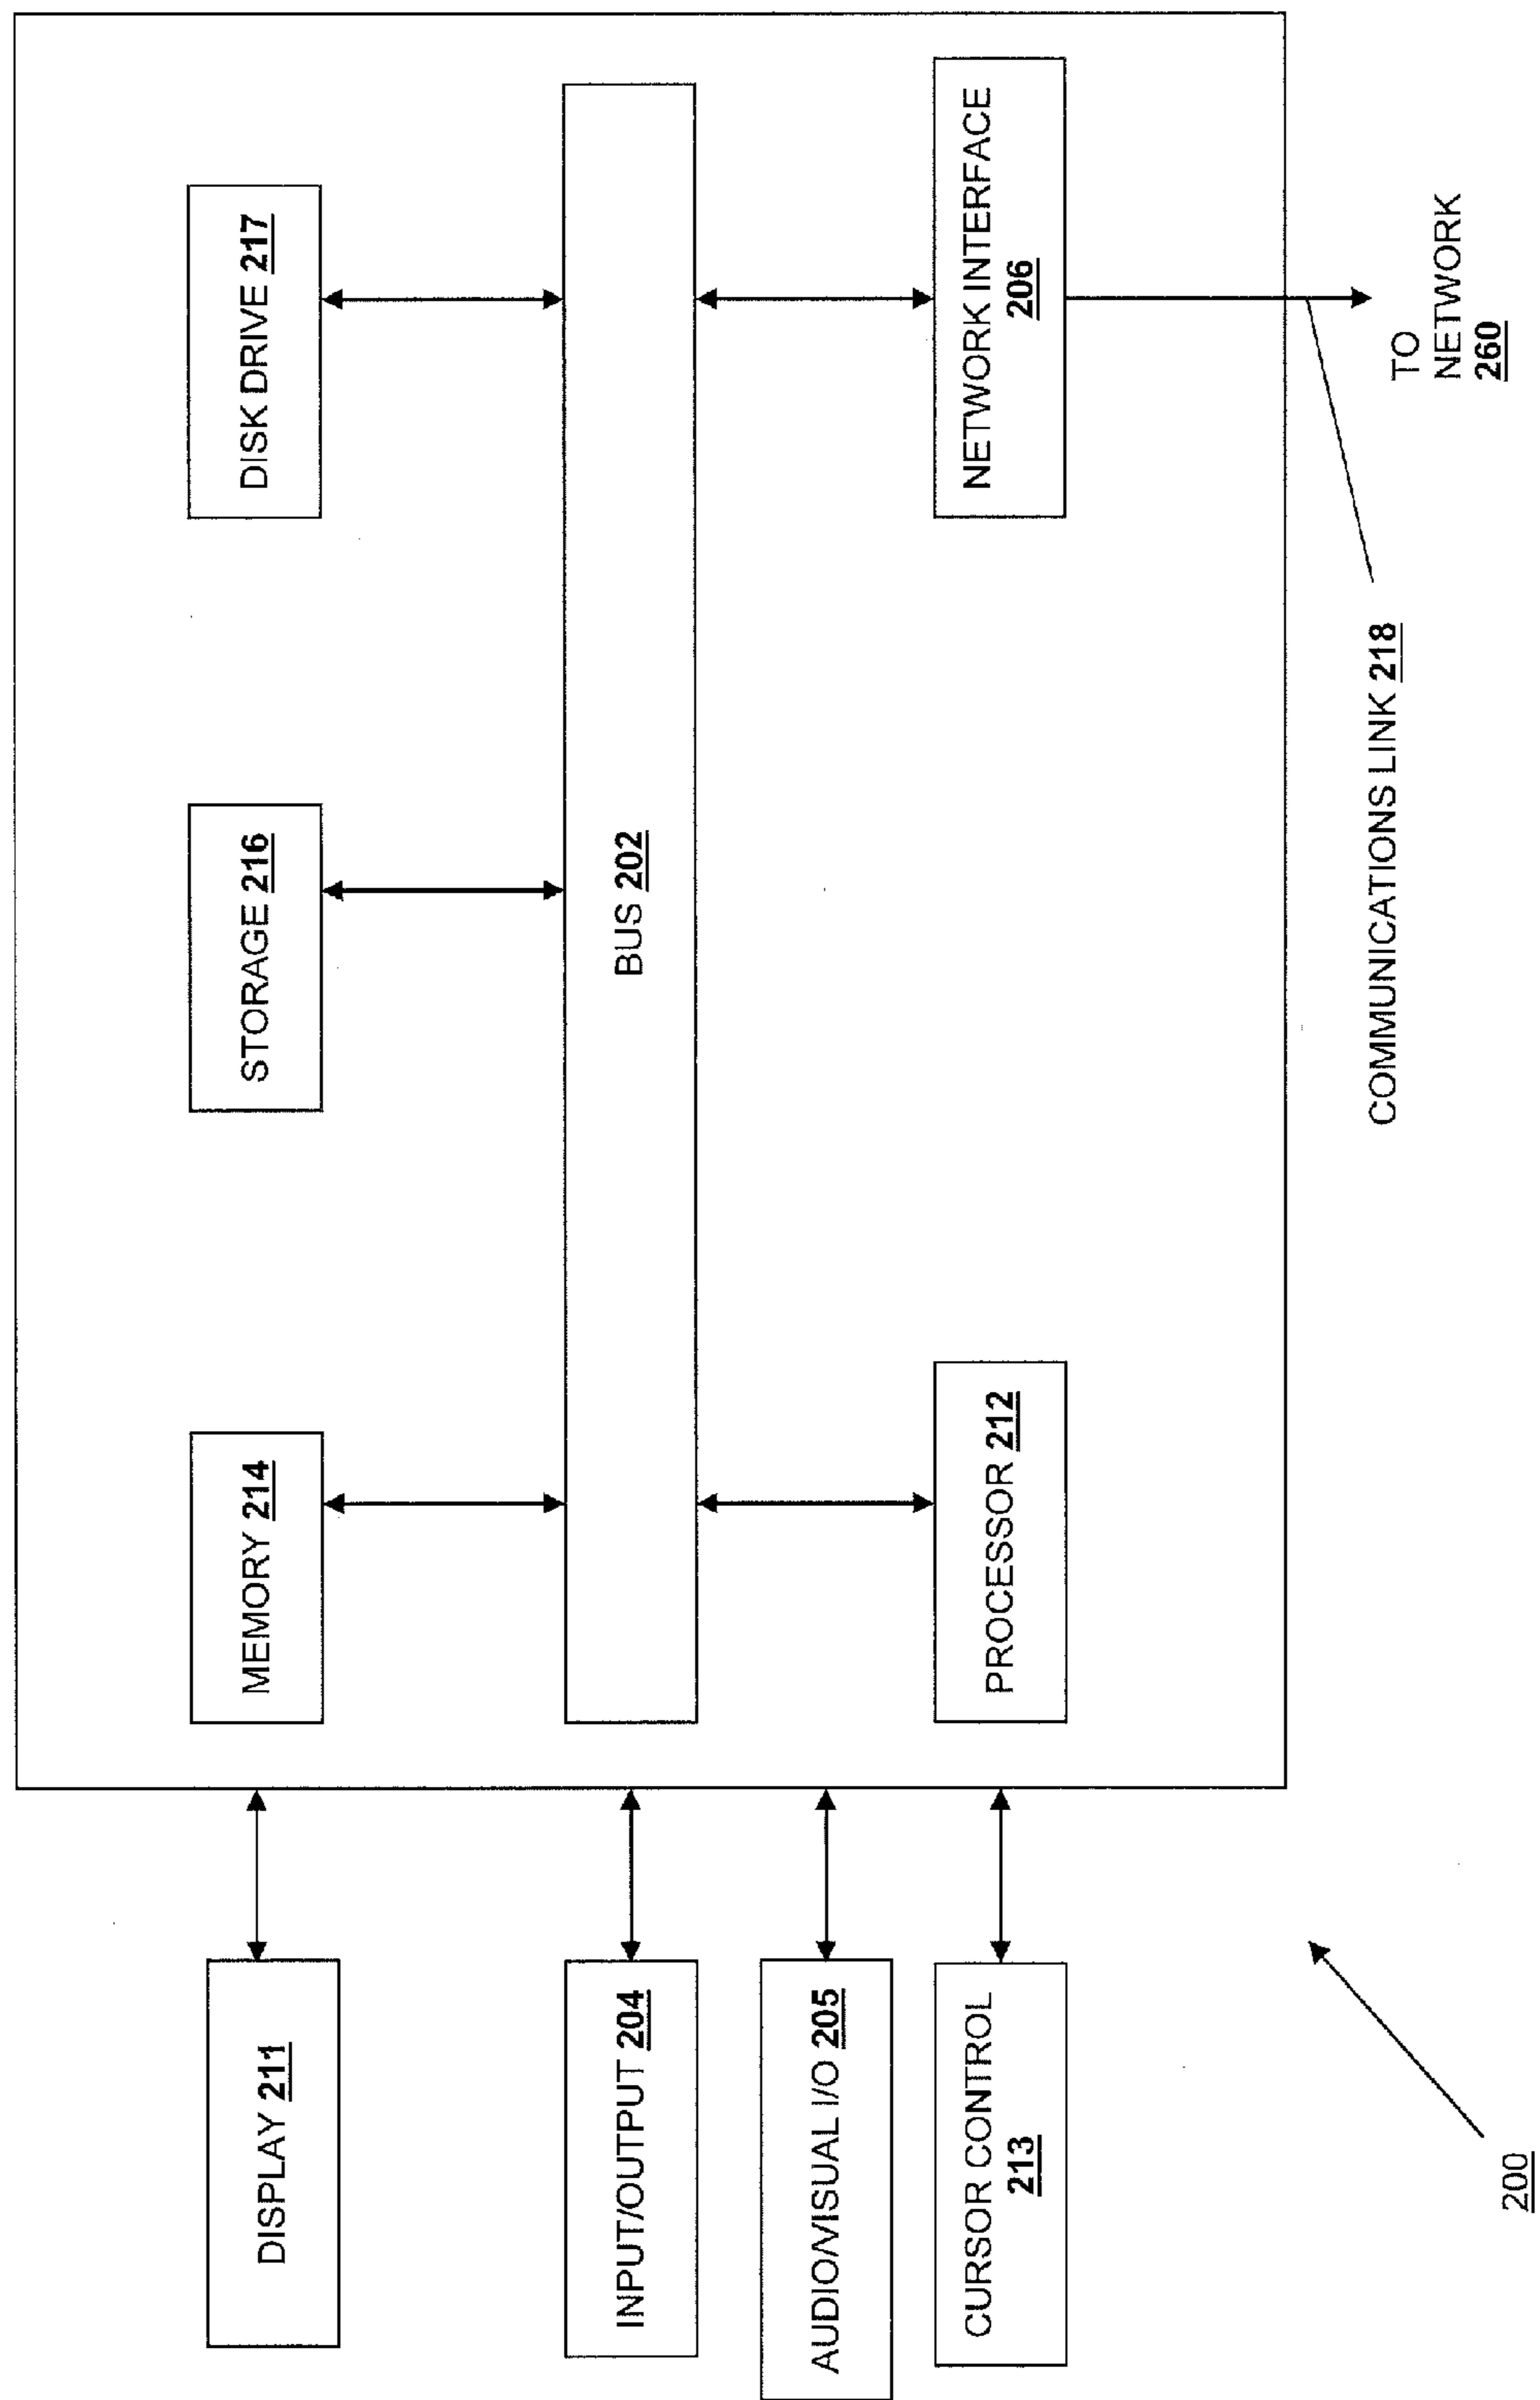 DISPLAY 211
INPUT/OUTPUT 204
AUDIO/VISUAL I/O 205
CURSOR CONTROL
213
MEMORY 214
STORAGE 216
DISK DRIVE 217
BUS 202
PROCESSOR 212
NETWORK INTERFACE
206
COMMUNICATIONS LINK 218
TO
NETWORK
260
200